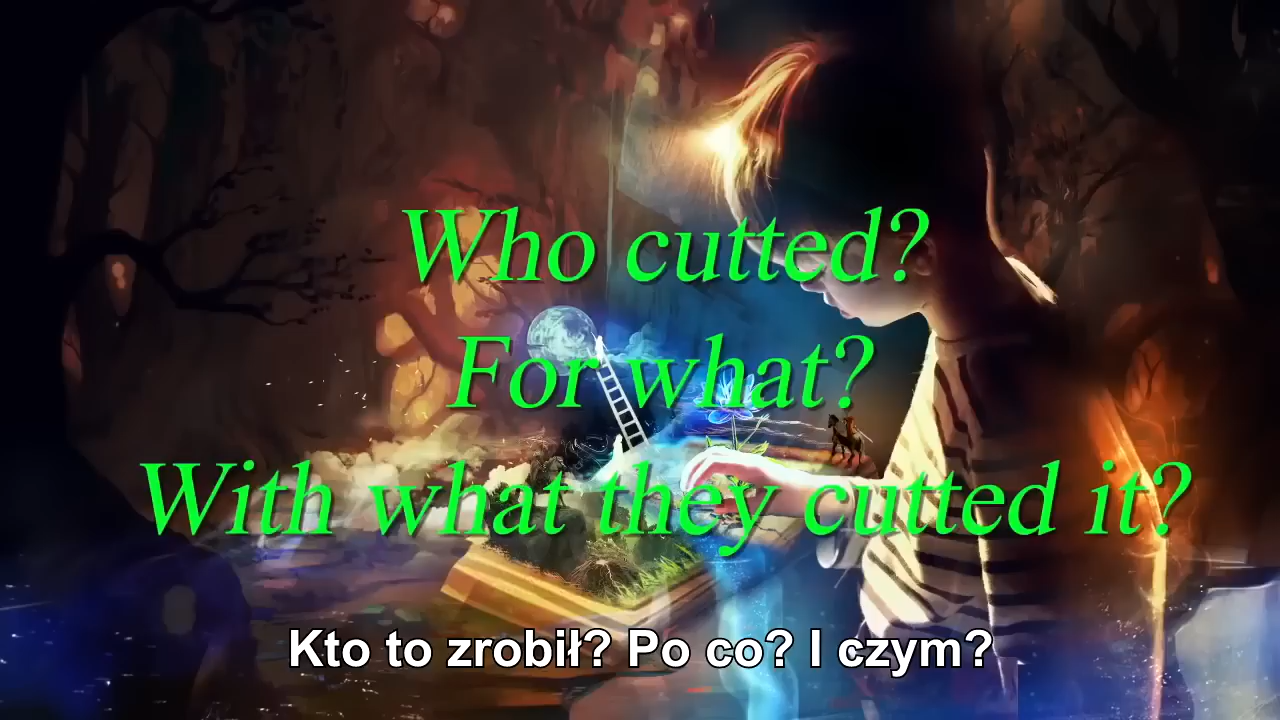 Who cutted?
For what?
With what they cutted it?
Kto to zrobił? Po co? I czym?